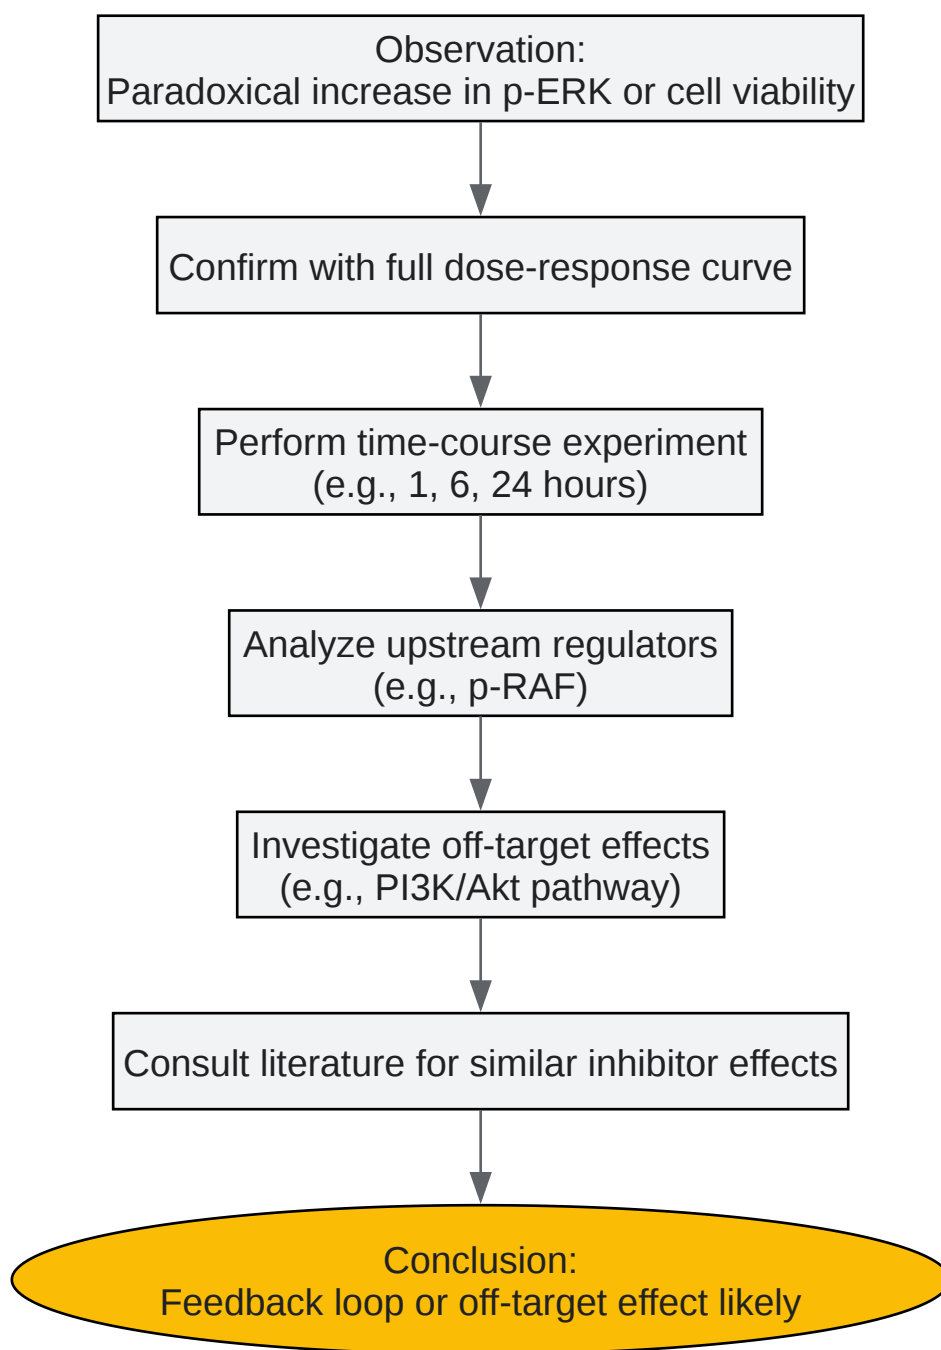 Observation:
Paradoxical increase in p-ERK or cell viability
Confirm with full dose-response curve
Perform time-course experiment
(e.g., 1, 6, 24 hours)
Analyze upstream regulators
(e.g., p-RAF)
Investigate off-target effects
(e.g., PI3K/Akt pathway)
Consult literature for similar inhibitor effects
Conclusion:
Feedback loop or off-target effect likely